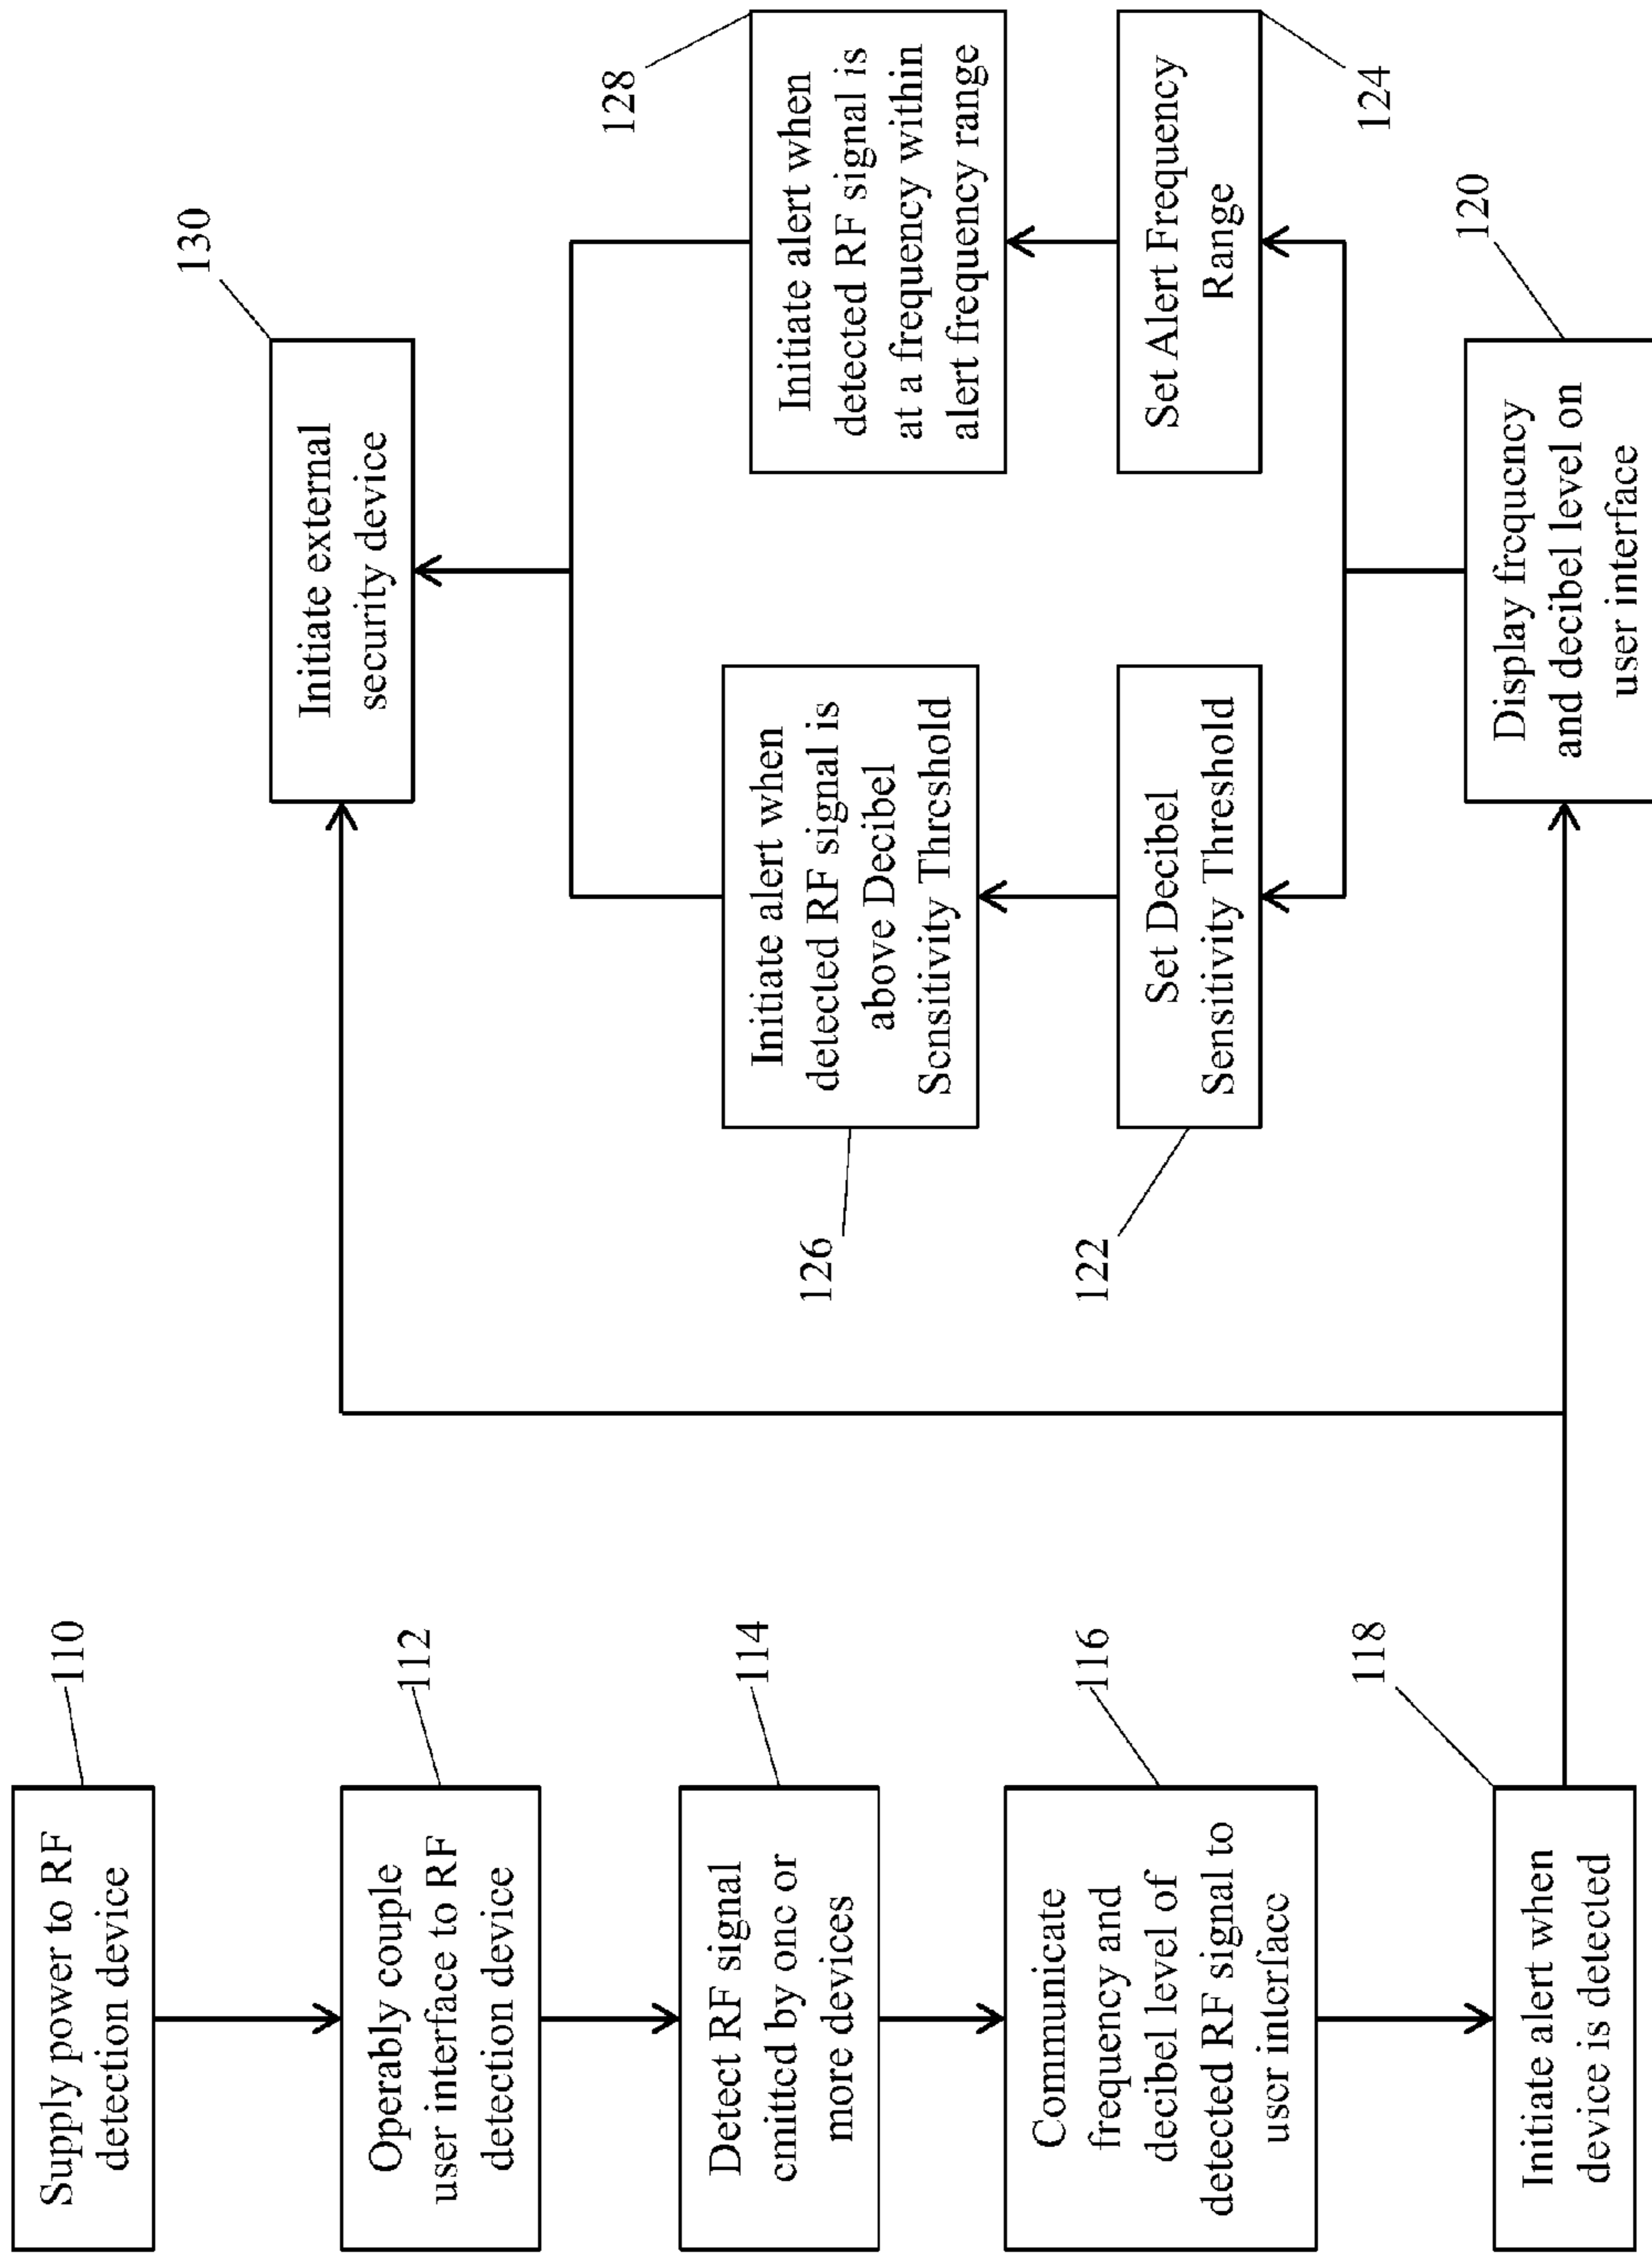 Supply power to RF
detection device
110
Operably couple
user interface to RF
detection device
112
Detect RF signal
emitted by one or
more devices
114
Communicate
frequency and
decibel level of
detected RF signal to
user interface
116
Initiate alert when
device is detected
118
Initiate external
security device
130
Initiate alert when
detected RF signal is
above Decibel
Sensitivity Threshold
126
Set Decibel
Sensitivity Threshold
122
Initiate alert when
detected RF signal is
at a frequency within
alert frequency range
128
Set Alert Frequency
Range
124
Display frequency
and decibel level on
user interface
120